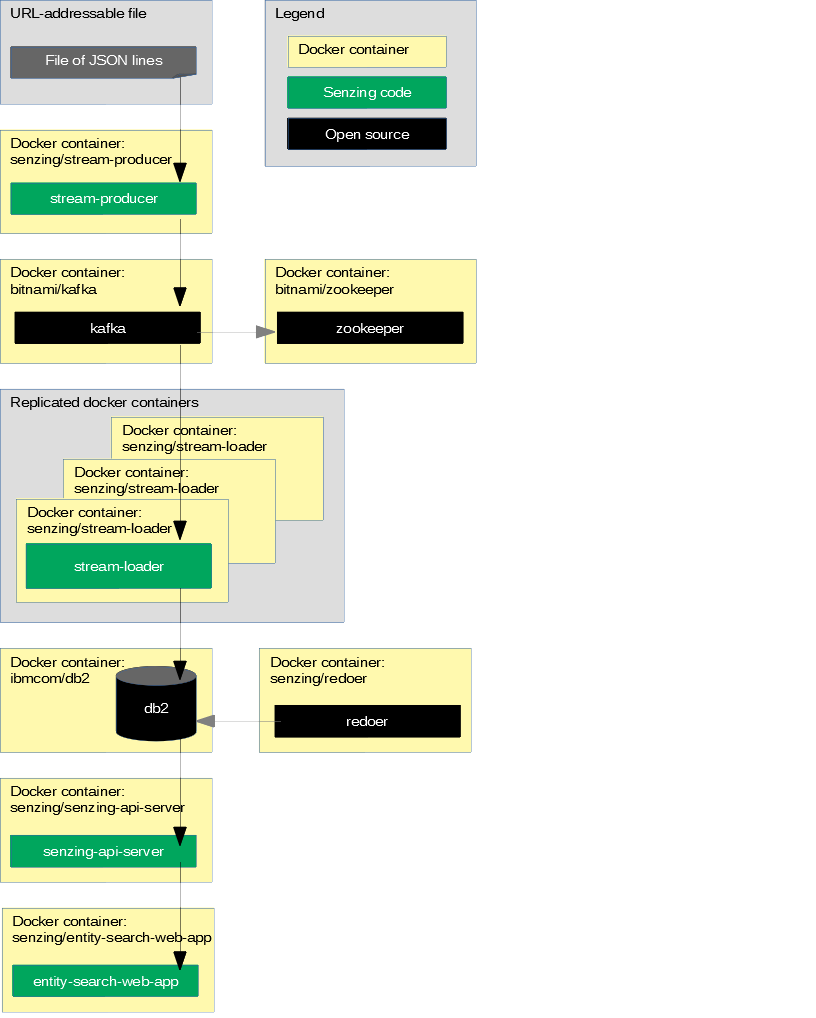 URL-addressable file
File of JSON lines
Legend
Docker container
Senzing code
Open source
Docker container:
senzing/stream-producer
stream-producer
Docker container:
bitnami/kafka
kafka
Docker container:
bitnami/zookeeper
zookeeper
Replicated docker containers
Docker container:
senzing/stream-loader
Docker container:
senzing/stream-loader
Docker container:
senzing/stream-loader
stream-loader
Docker container:
ibmcom/db2
db2
Docker container:
senzing/redoer
redoer
Docker container:
senzing/senzing-api-server
senzing-api-server
Docker container:
senzing/entity-search-web-app
entity-search-web-app